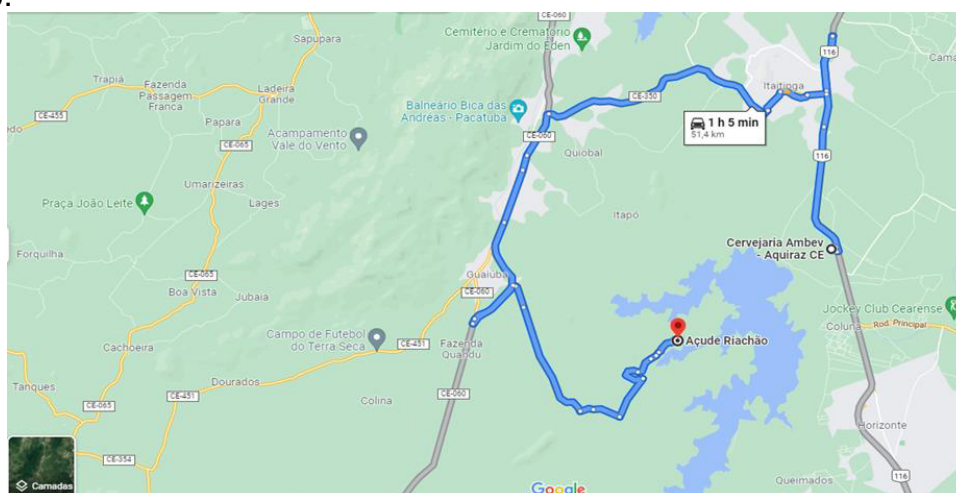 CE-060
Cemitério e Crematório
Jardim do Eden
116
Sapupara
Trapiá
Fazenda
Passagem
Franca
Ladeira
Grande
Itaitinga
CE-350
Balneário Bica das
Andréas - Pacatuba
1 h 5 min
51,4 km
CE-455
Papara
Acampamento
Vale do Vento
CE-060
CE-065
Quiobal
116
Umarizeiras
Praça João Leite
Lages
Itapó
Forquilha
Cervejaria Ambev
- Aquiraz CE
CE-065
Guaiúba
Boa Vista
Jubaia
CE-060
Jockey Club Cearense
Coluna
Rod. Principal
Campo de Futebol
do Terra Seca
Açude Riachão
Cachoeira
CE-451
Fazenda
Quandu
Tanques
Dourados
CE-451
CE-060
Colina
CE-065
Horizonte
CE-354
116
Queimados
Camadas
Google